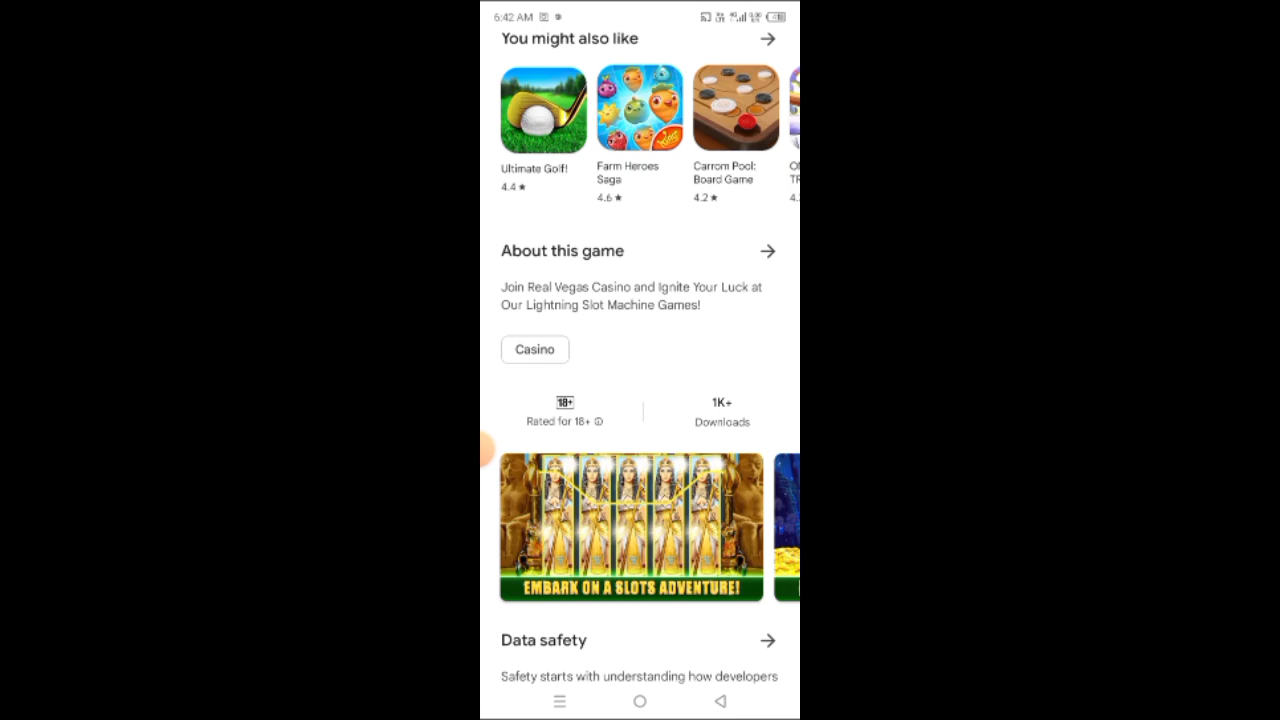 6:42 AM
You might also like
King
Ultimate Golf!
4.4 ★
Farm Heroes
Saga
4.6 ★
Carrom Pool:
Board Game
4.2 ★
About this game
Join Real Vegas Casino and Ignite Your Luck at
Our Lightning Slot Machine Games!
Casino
18+
Rated for 18+
1K+
Downloads
EMBARK ON A SLOTS ADVENTURE!
Data safety
Safety starts with understanding how developers